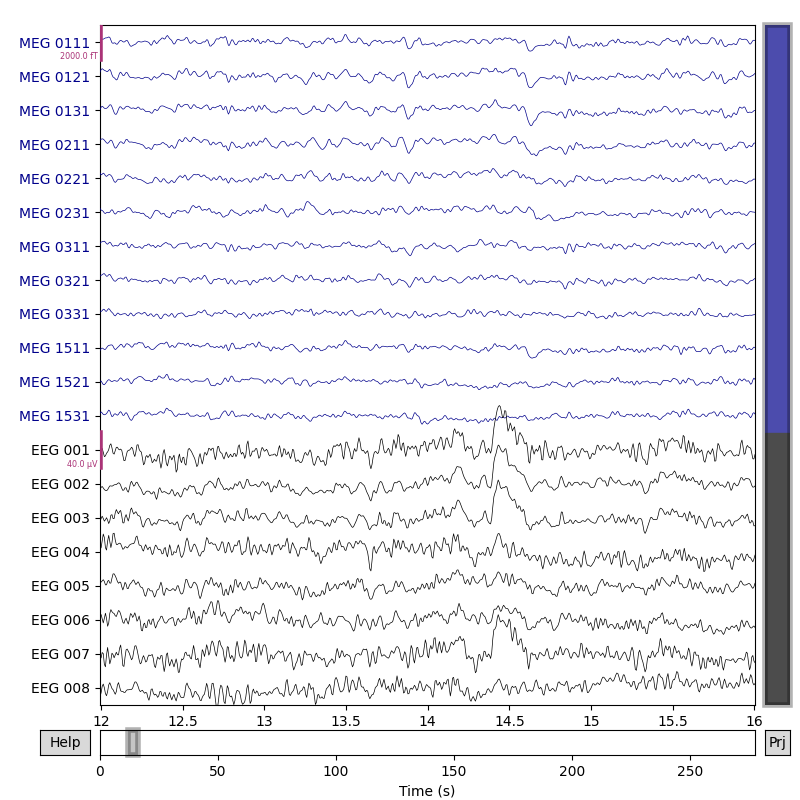 MEG 0111
2000.0 fT
MEG 0121
MEG 0131
MEG 0211
MEG 0221
MEG 0231
MEG 0311
MEG 0321
MEG 0331
MEG 1511
MEG 1521
MEG 1531
EEG 001
40.0 µV
EEG 002
EEG 003
EEG 004
EEG 005
EEG 006
EEG 007
EEG 008
12 12.5 13 13.5 14 14.5 15 15.5 16
Help Prj
0 50 100 150 200 250
Time (s)